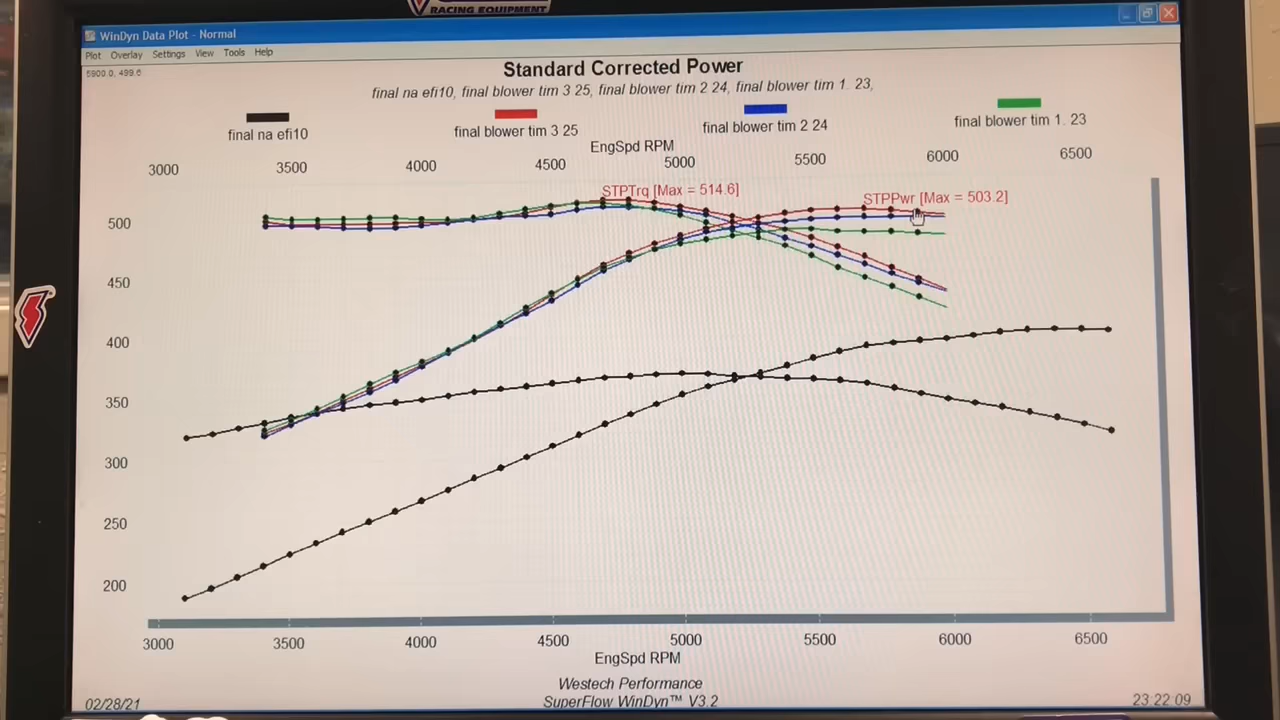 RACING EQUIPMENT
WinDyn Data Plot - Normal
Plot Overlay Settings View Tools Help
5900.0, 499.6
Standard Corrected Power
final na efi10, final blower tim 3 25, final blower tim 2 24, final blower tim 1. 23,
final na efi10 final blower tim 3 25 final blower tim 2 24 final blower tim 1. 23
EngSpd RPM
3000 3500 4000 4500 5000 5500 6000 6500
STPTrq [Max = 514.6] STPPwr [Max = 503.2]
500
450
400
350
300
250
200
3000 3500 4000 4500 5000 5500 6000 6500
EngSpd RPM
Westech Performance
02/28/21 SuperFlow WinDyn™ V3.2 23:22:09